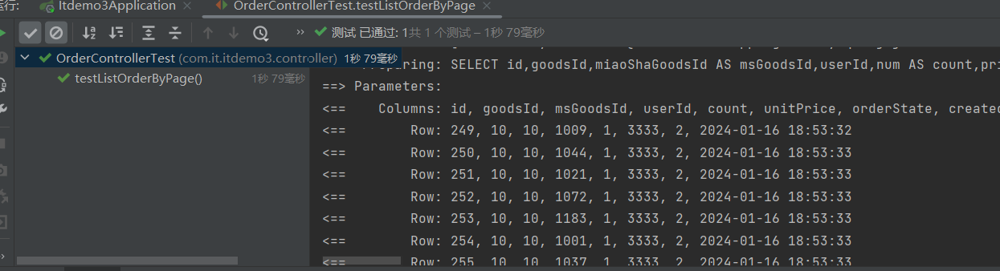 运行: Itdemo3Application × OrderControllerTest.testListOrderByPage ×
测试 已通过: 1共 1 个测试 – 1秒 79毫秒
OrderControllerTest (com.it.itdemo3.controller) 1秒 79毫秒
testListOrderByPage() 1秒 79毫秒
SELECT id,goodsId,miaoShaGoodsId AS msGoodsId,userId,num AS count,pri
==> Parameters:
<== Columns: id, goodsId, msGoodsId, userId, count, unitPrice, orderState, created
<== Row: 249, 10, 10, 1009, 1, 3333, 2, 2024-01-16 18:53:32
<== Row: 250, 10, 10, 1044, 1, 3333, 2, 2024-01-16 18:53:33
<== Row: 251, 10, 10, 1021, 1, 3333, 2, 2024-01-16 18:53:33
<== Row: 252, 10, 10, 1072, 1, 3333, 2, 2024-01-16 18:53:33
<== Row: 253, 10, 10, 1183, 1, 3333, 2, 2024-01-16 18:53:33
<== Row: 254, 10, 10, 1001, 1, 3333, 2, 2024-01-16 18:53:33
<== Row: 255, 10, 10, 1037, 1, 3333, 2, 2024-01-16 18:53:33